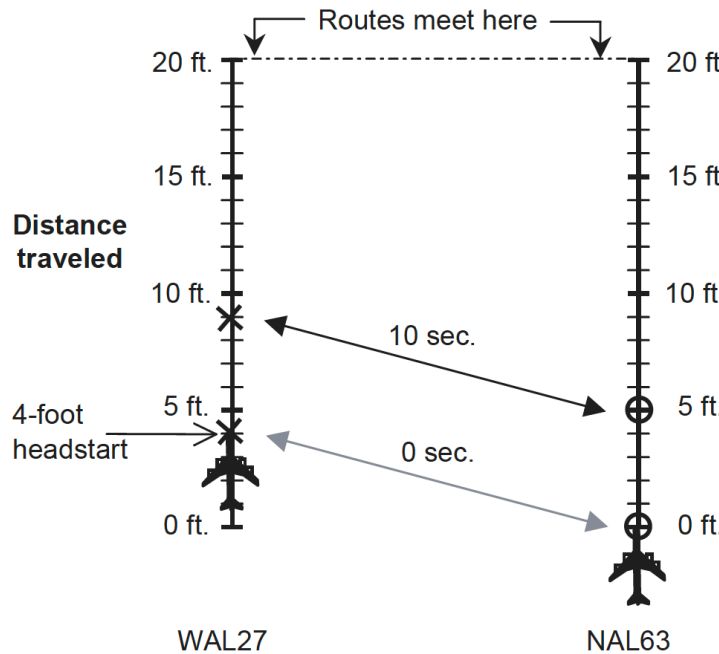 Routes meet here
20 ft.
20 ft
15 ft.
15 ft
Distance
traveled
10 ft.
10 ft
10 sec.
4-foot
headstart
5 ft.
5 ft.
0 sec.
0 ft.
0 ft.
WAL27
NAL63